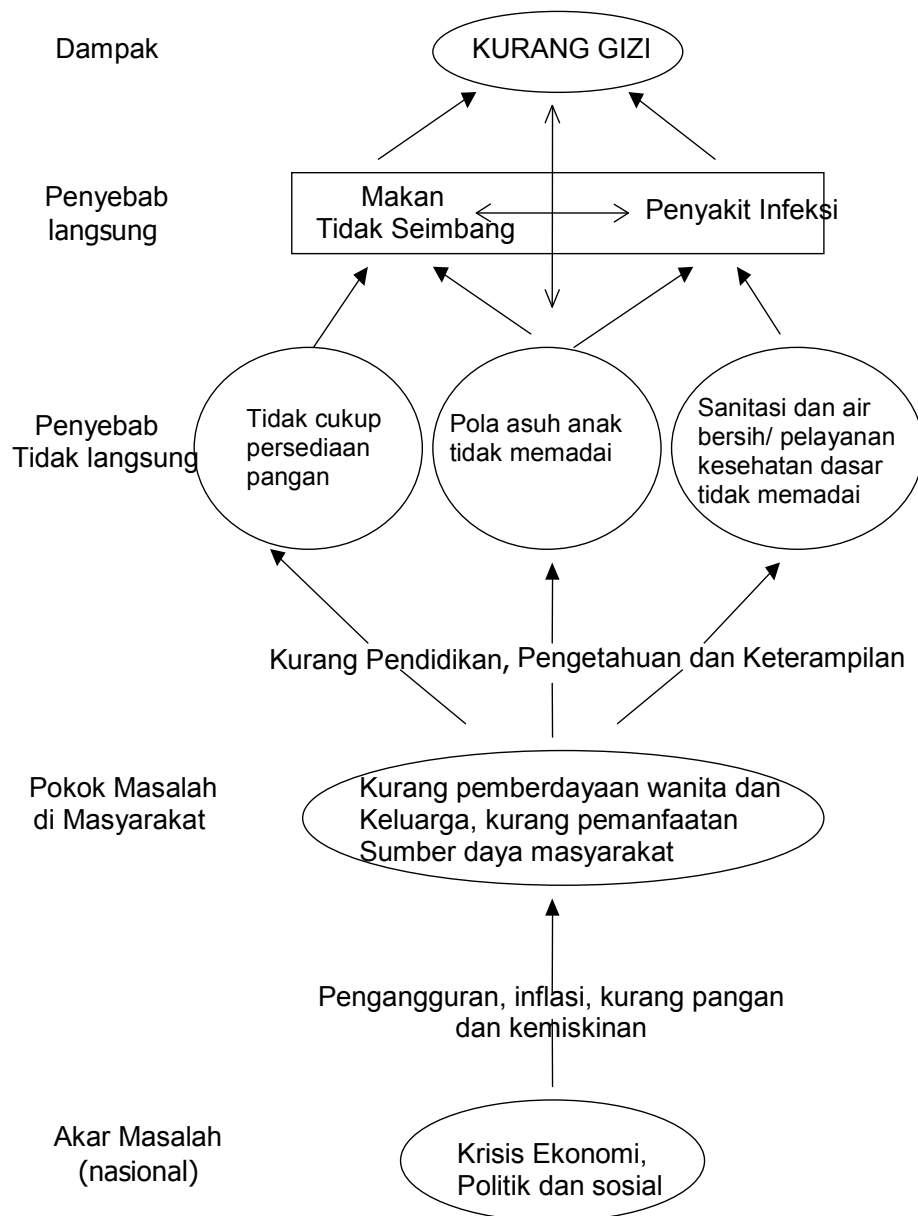 Dampak
KURANG GIZI
Penyebab
langsung
Makan
Tidak Seimbang
Penyakit Infeksi
Penyebab
Tidak langsung
Tidak cukup
persediaan
pangan
Pola asuh anak
tidak memadai
Sanitasi dan air
bersih/ pelayanan
kesehatan dasar
tidak memadai
Kurang Pendidikan, Pengetahuan dan Keterampilan
Pokok Masalah
di Masyarakat
Kurang pemberdayaan wanita dan
Keluarga, kurang pemanfaatan
Sumber daya masyarakat
Pengangguran, inflasi, kurang pangan
dan kemiskinan
Akar Masalah
(nasional)
Krisis Ekonomi,
Politik dan sosial